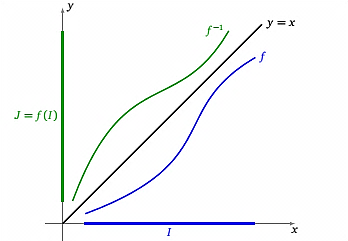 y
f⁻¹
y = x
f
J = f(I)
I
x